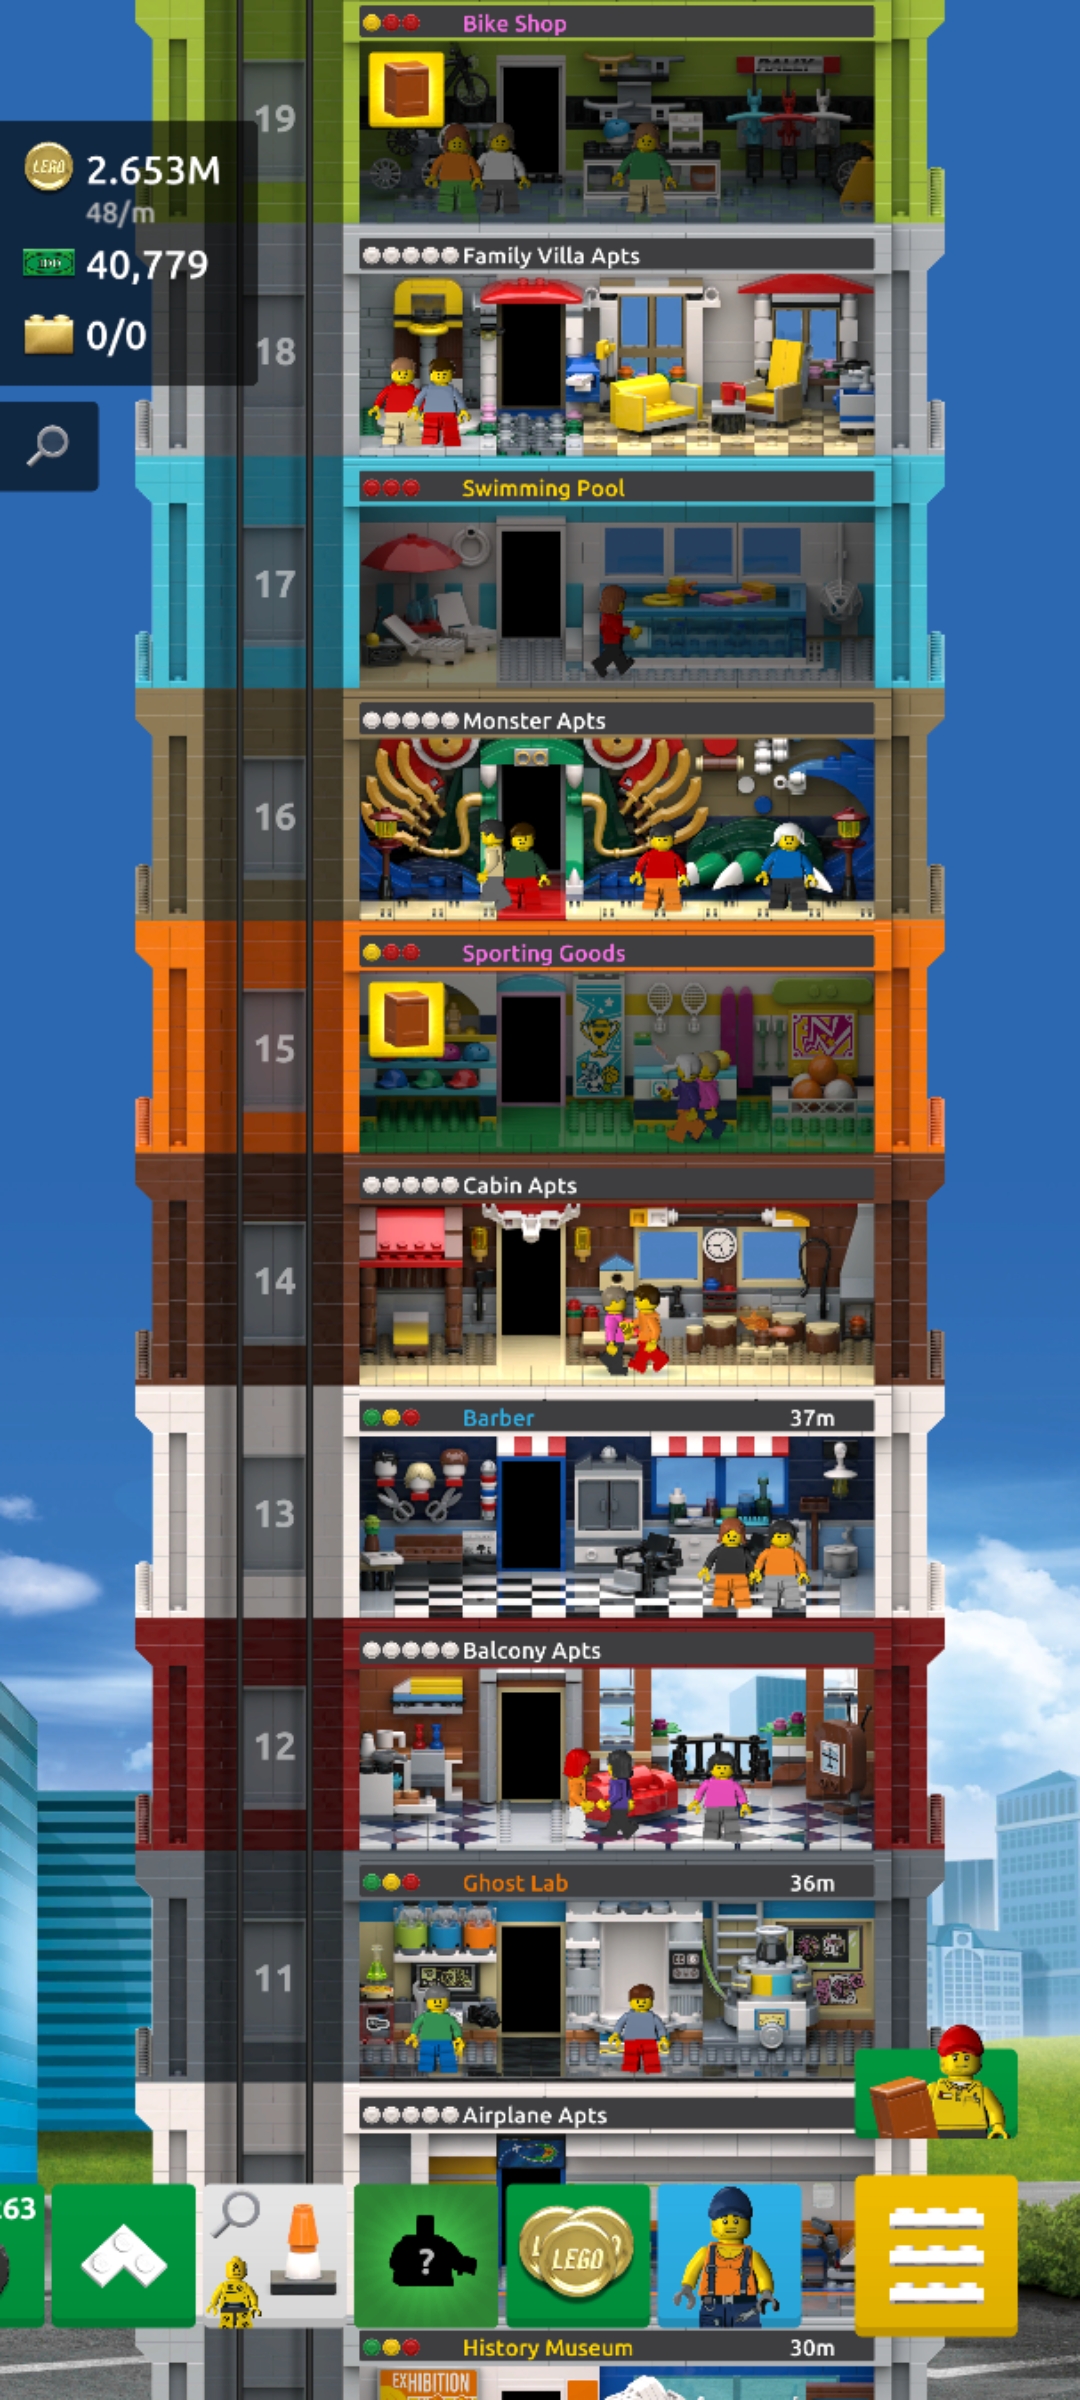 Bike Shop
19
RALLY
LEGO
2.653M
48/m
40,779
0/0
Family Villa Apts
18
Swimming Pool
17
Monster Apts
16
Sporting Goods
15
N
Cabin Apts
14
Barber
37m
13
Balcony Apts
12
Ghost Lab
36m
11
Airplane Apts
263
?
LEGO
History Museum
30m
EXHIBITION